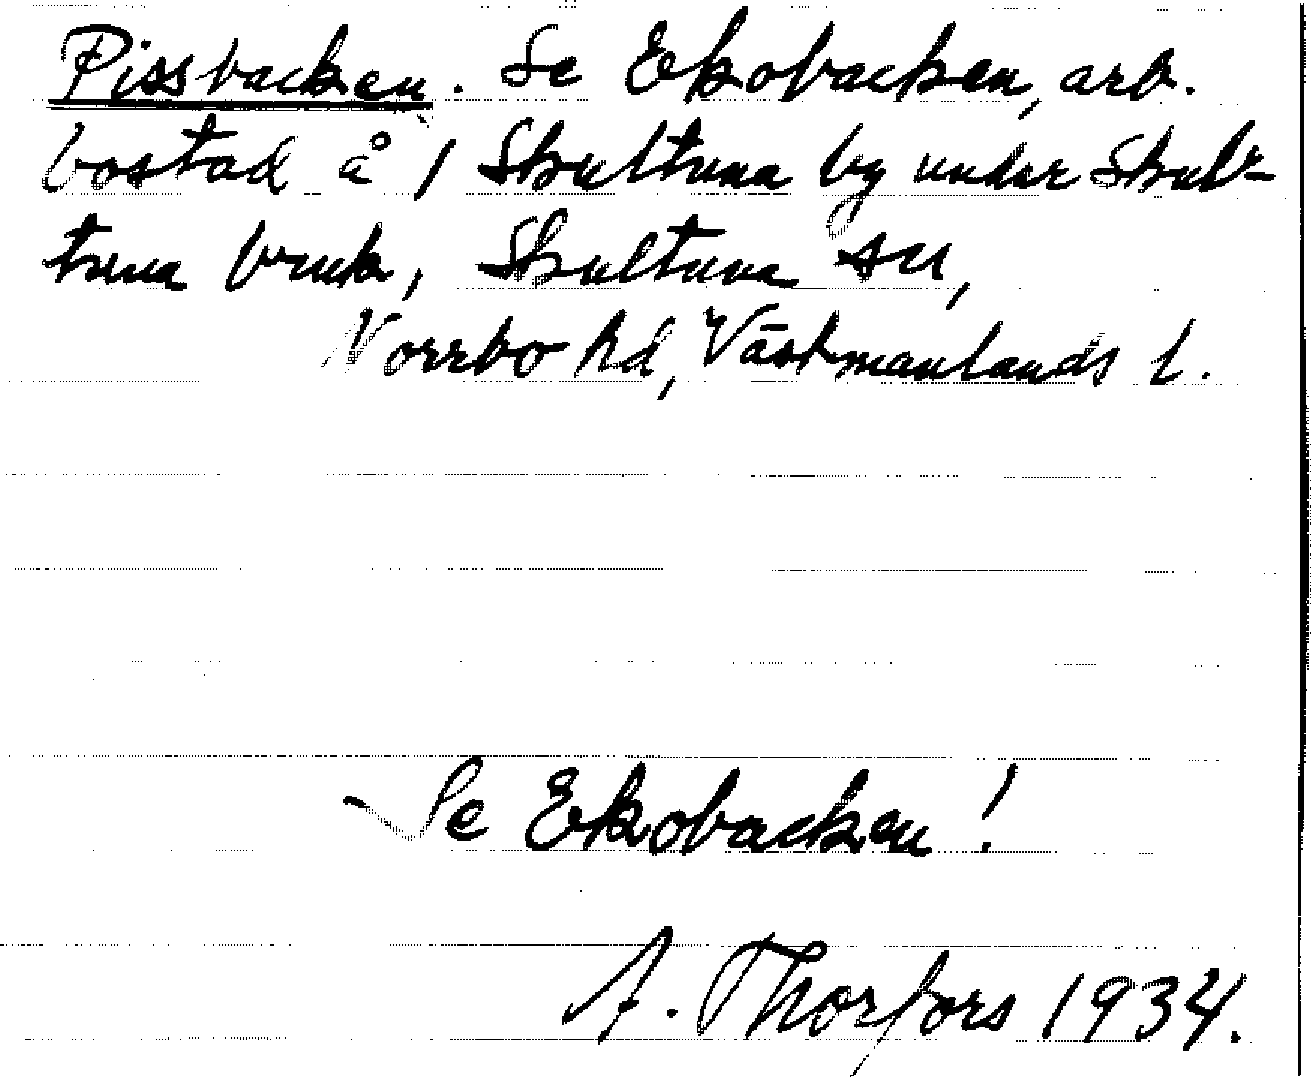 Pissbacken. Se Ekobacken, arb.
bostad å 1 Skultuna by under Skul-
tuna bruk, Skultuna sn,
Norrbo hd, Västmanlands l.
Se Ekobacken!
A. Thorfors 1934.